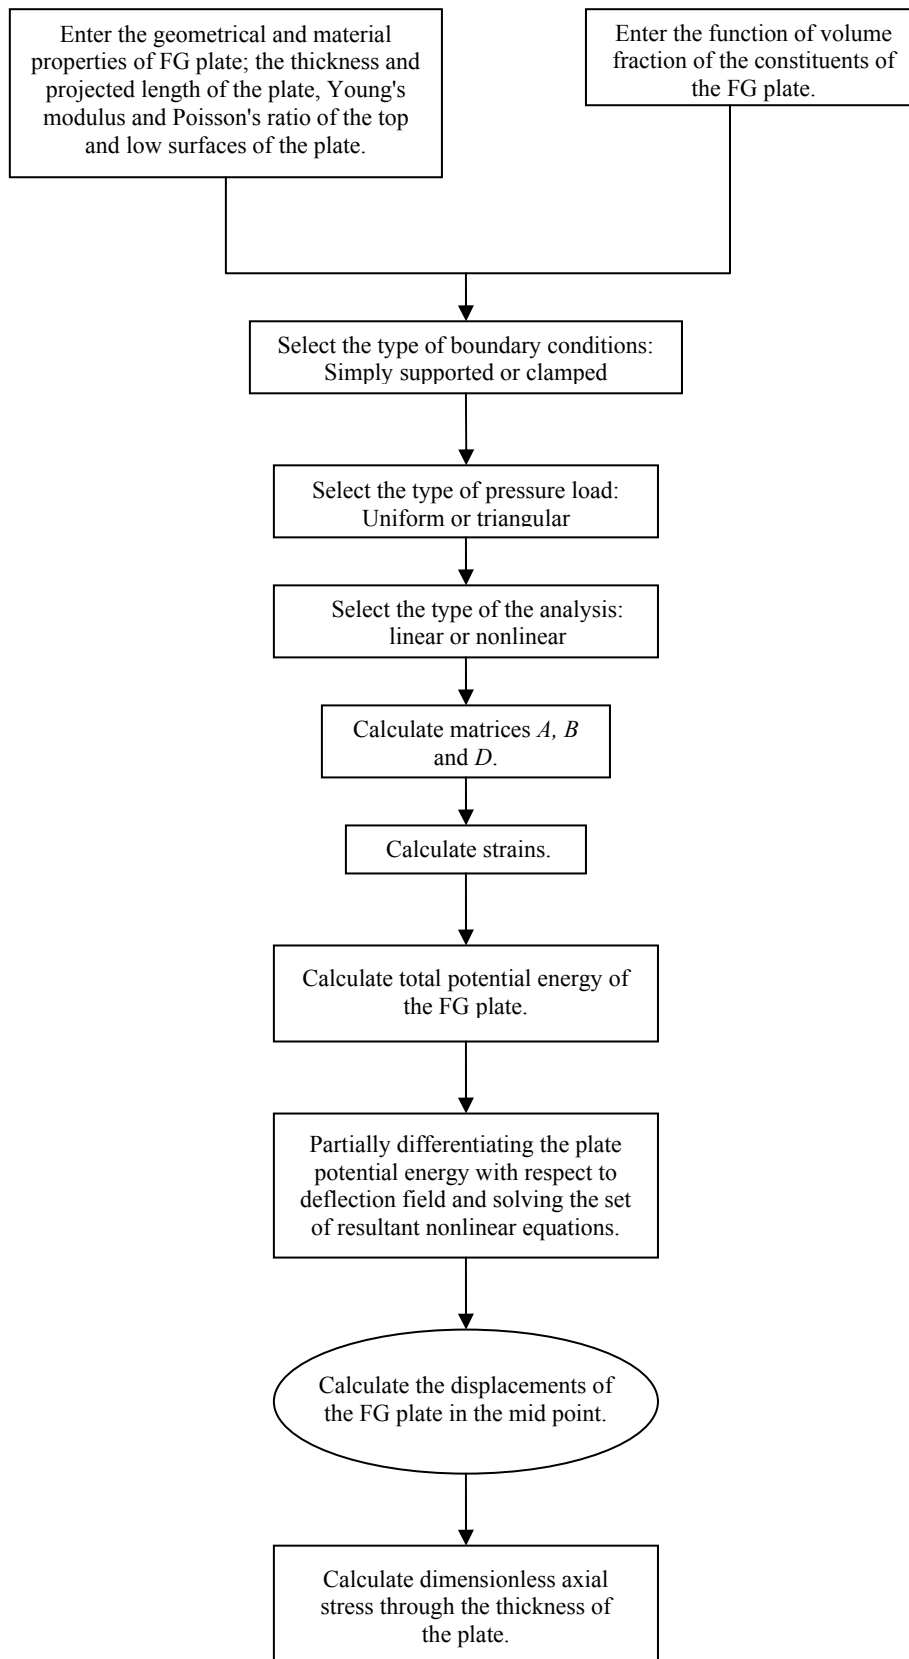 Enter the geometrical and material
properties of FG plate; the thickness and
projected length of the plate, Young's
modulus and Poisson's ratio of the top
and low surfaces of the plate.
Enter the function of volume
fraction of the constituents of
the FG plate.
Select the type of boundary conditions:
Simply supported or clamped
Select the type of pressure load:
Uniform or triangular
Select the type of the analysis:
linear or nonlinear
Calculate matrices A, B
and D.
Calculate strains.
Calculate total potential energy of
the FG plate.
Partially differentiating the plate
potential energy with respect to
deflection field and solving the set
of resultant nonlinear equations.
Calculate the displacements of
the FG plate in the mid point.
Calculate dimensionless axial
stress through the thickness of
the plate.